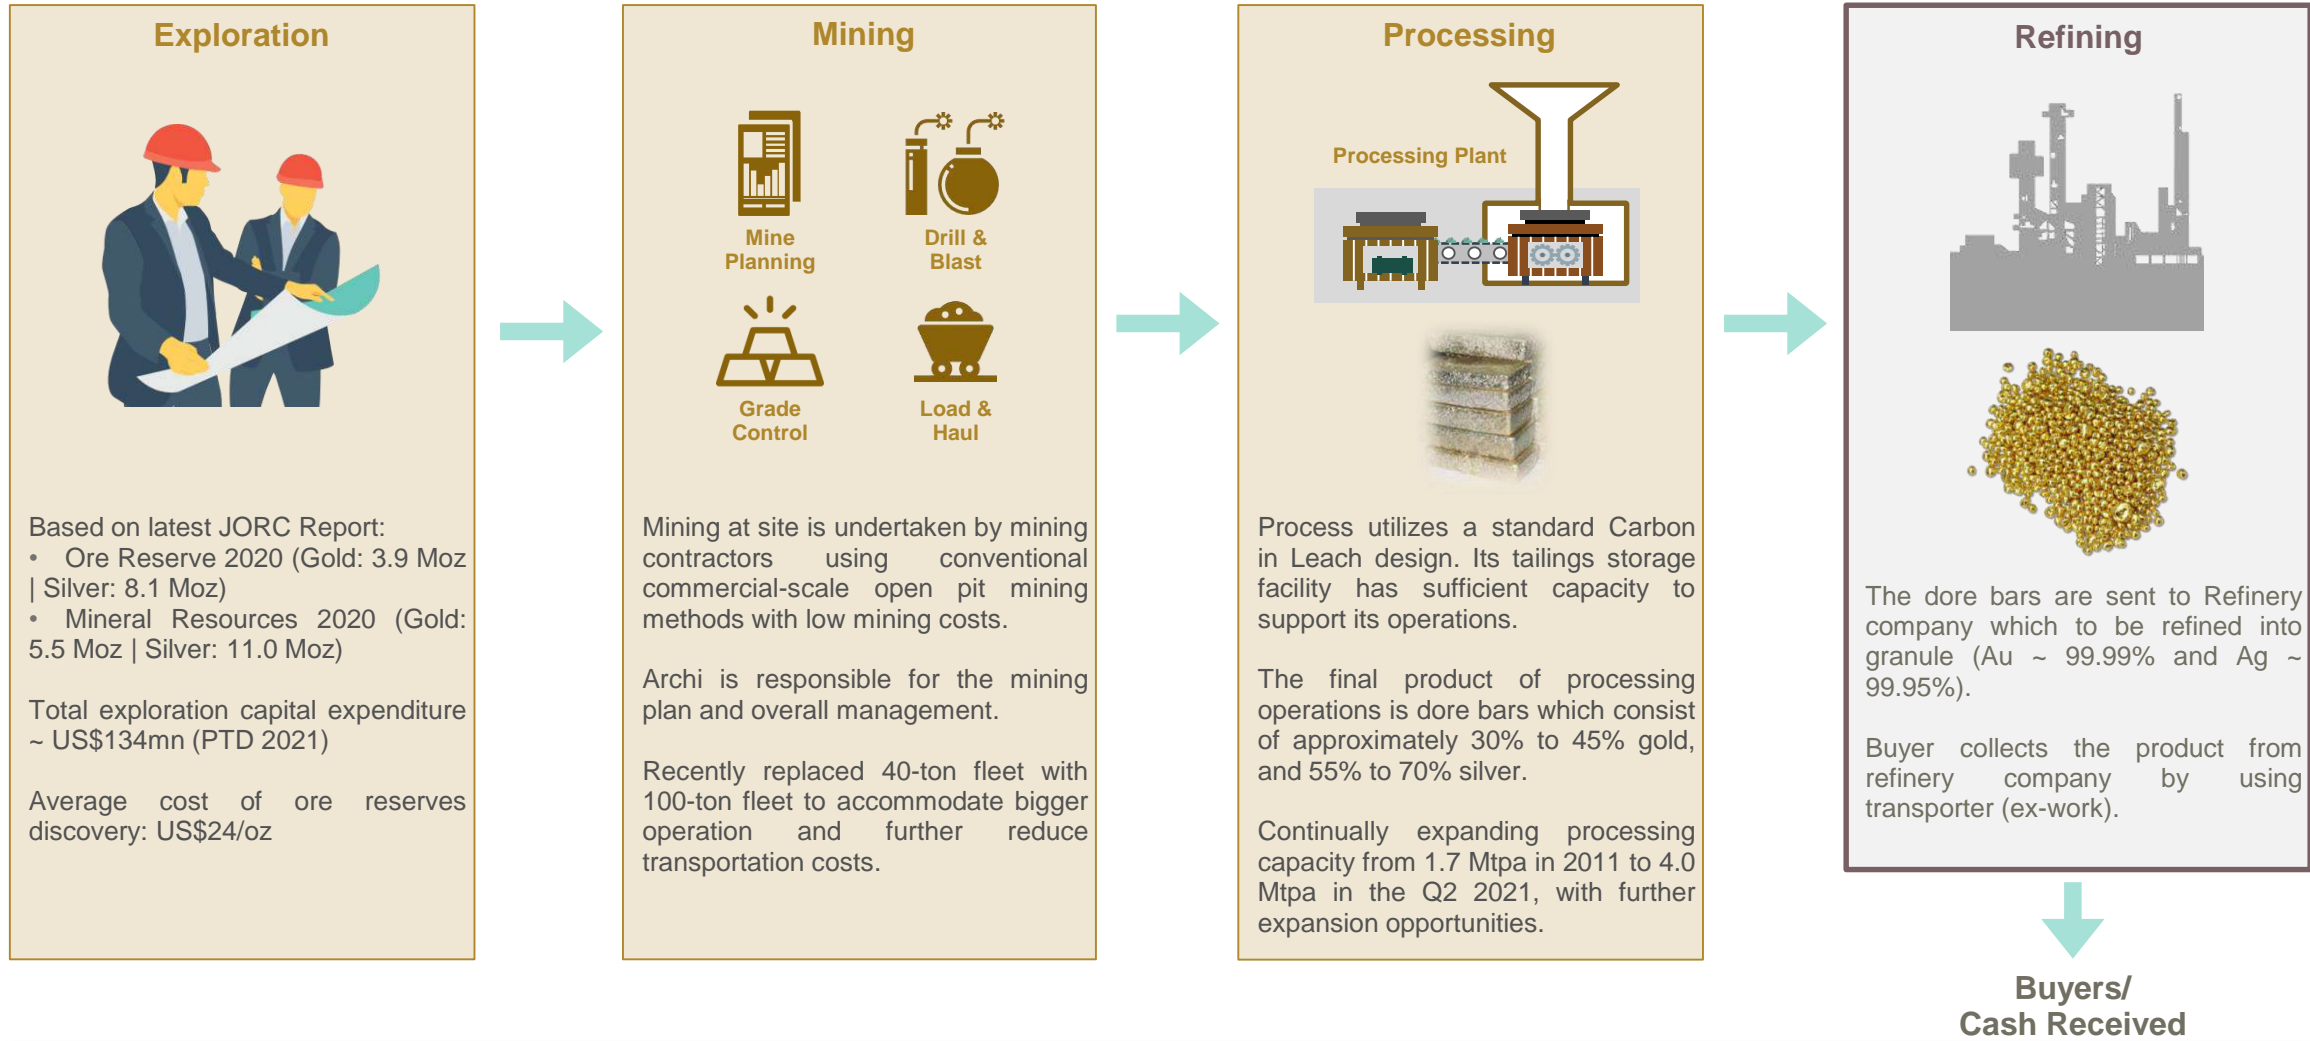 Exploration
Based on latest JORC Report:
• Ore Reserve 2020 (Gold: 3.9 Moz
| Silver: 8.1 Moz)
• Mineral Resources 2020 (Gold:
5.5 Moz | Silver: 11.0 Moz)
Total exploration capital expenditure
~ US$134mn (PTD 2021)
Average cost of ore reserves
discovery: US$24/oz
Mining
Mine
Planning
Drill &
Blast
Grade
Control
Load &
Haul
Mining at site is undertaken by mining
contractors using conventional
commercial-scale open pit mining
methods with low mining costs.
Archi is responsible for the mining
plan and overall management.
Recently replaced 40-ton fleet with
100-ton fleet to accommodate bigger
operation and further reduce
transportation costs.
Processing
Processing Plant
Process utilizes a standard Carbon
in Leach design. Its tailings storage
facility has sufficient capacity to
support its operations.
The final product of processing
operations is dore bars which consist
of approximately 30% to 45% gold,
and 55% to 70% silver.
Continually expanding processing
capacity from 1.7 Mtpa in 2011 to 4.0
Mtpa in the Q2 2021, with further
expansion opportunities.
Refining
The dore bars are sent to Refinery
company which to be refined into
granule (Au ~ 99.99% and Ag ~
99.95%).
Buyer collects the product from
refinery company by using
transporter (ex-work).
Buyers/
Cash Received